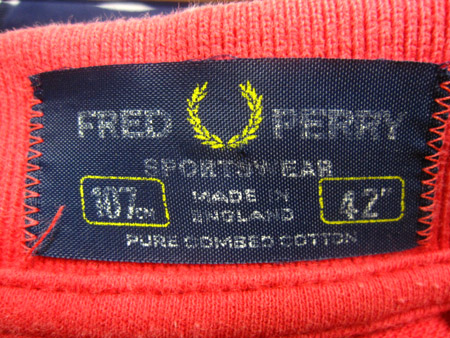 FRED PERRY
SPORTSWEAR
107cm MADE IN 42"
ENGLAND
PURE COMBED COTTON